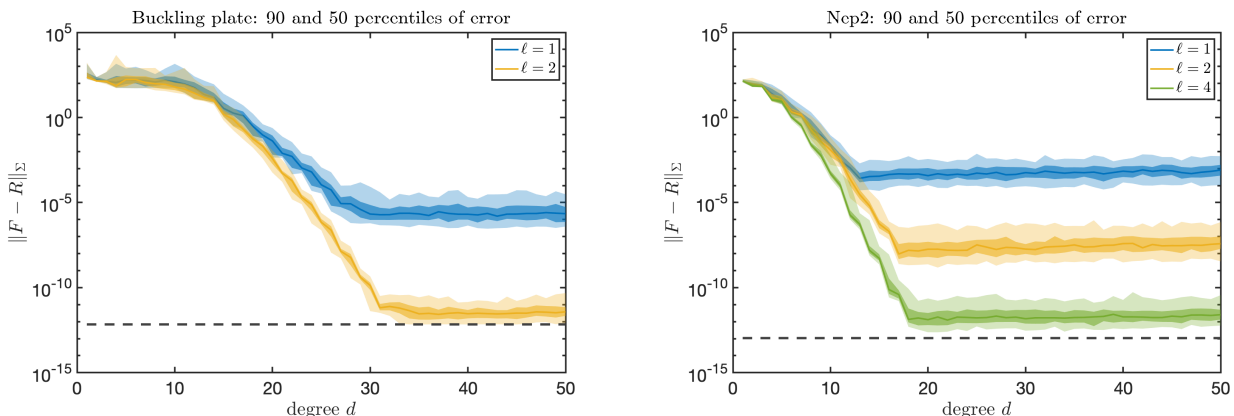 Buckling plate: 90 and 50 percentiles of error
10^5
10^0
10^{-5}
10^{-10}
10^{-15}
‖F − R‖_Σ
ℓ = 1
ℓ = 2
0 10 20 30 40 50
degree d
Nep2: 90 and 50 percentiles of error
10^5
10^0
10^{-5}
10^{-10}
10^{-15}
‖F − R‖_Σ
ℓ = 1
ℓ = 2
ℓ = 4
0 10 20 30 40 50
degree d